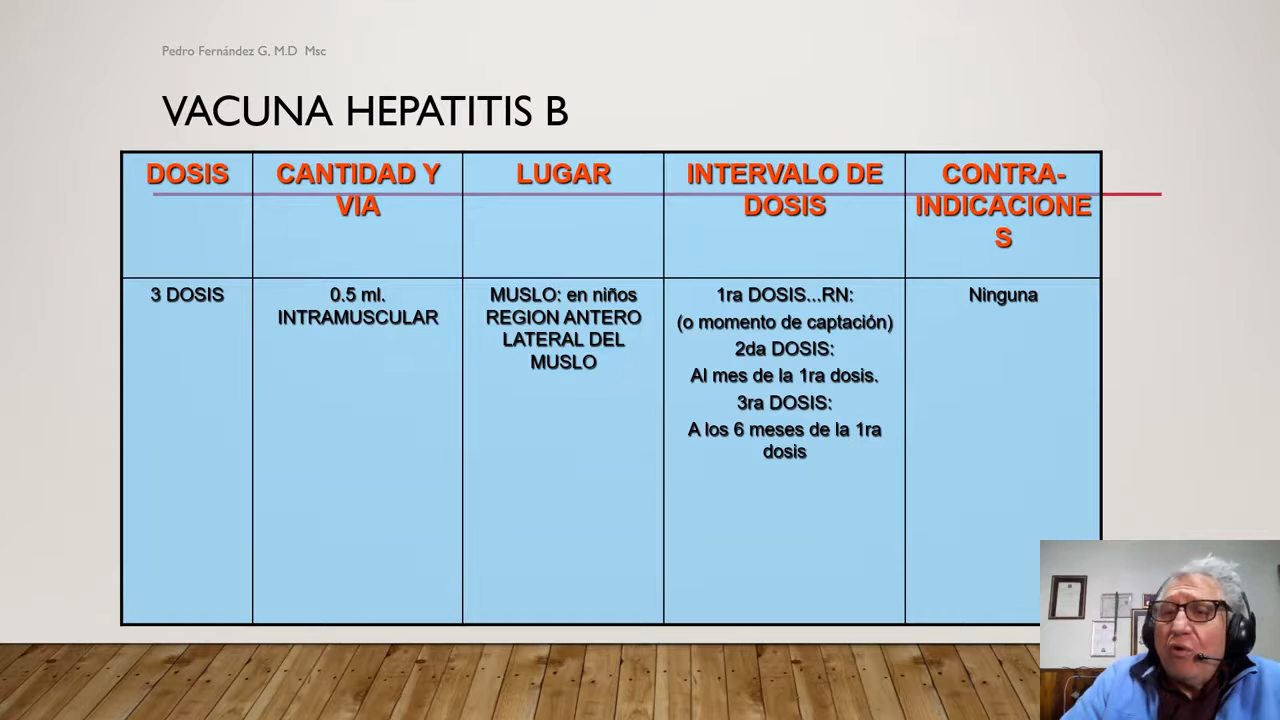 Pedro Fernández G, M.D Msc
VACUNA HEPATITIS B
DOSIS
CANTIDAD Y
VIA
LUGAR
INTERVALO DE
DOSIS
CONTRA-
INDICACIONE
S
3 DOSIS
0.5 ml.
INTRAMUSCULAR
MUSLO: en niños
REGION ANTERO
LATERAL DEL
MUSLO
1ra DOSIS...RN:
(o momento de captación)
2da DOSIS:
Al mes de la 1ra dosis.
3ra DOSIS:
A los 6 meses de la 1ra
dosis
Ninguna